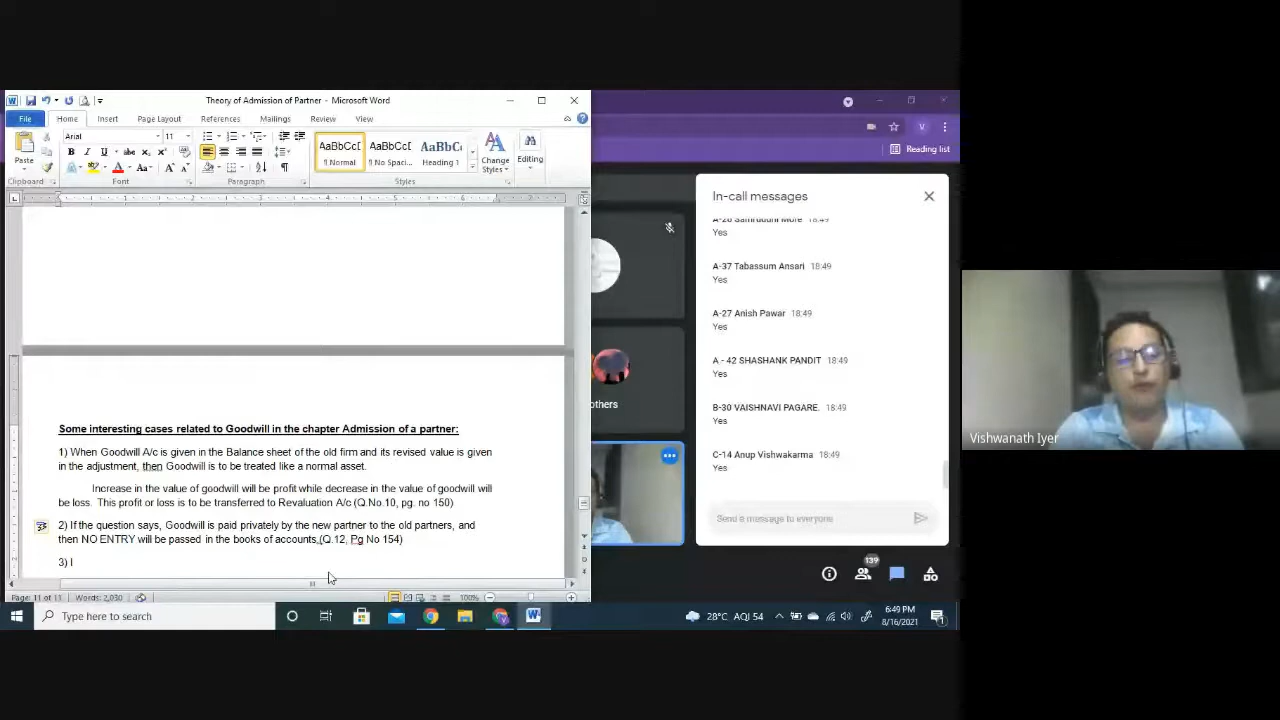 Theory of Admission of Partner - Microsoft Word
File Home Insert Page Layout References Mailings Review View
Reading list
Paste
Arial 11
AaBbCcI AaBbCcI AaBbC
¶ Normal ¶ No Spaci... Heading 1
Change Styles
Editing
Clipboard Font Paragraph Styles
Some interesting cases related to Goodwill in the chapter Admission of a partner:
1) When Goodwill A/c is given in the Balance sheet of the old firm and its revised value is given
in the adjustment, then Goodwill is to be treated like a normal asset.
Increase in the value of goodwill will be profit while decrease in the value of goodwill will
be loss. This profit or loss is to be transferred to Revaluation A/c (Q.No.10, pg. no 150)
2) If the question says, Goodwill is paid privately by the new partner to the old partners, and
then NO ENTRY will be passed in the books of accounts.(Q.12, Pg No 154)
3) I
Page: 11 of 11 Words: 2,030 100%
others
In-call messages
A-26 Samruddhi More 18:49
Yes
A-37 Tabassum Ansari 18:49
Yes
A-27 Anish Pawar 18:49
Yes
A - 42 SHASHANK PANDIT 18:49
Yes
B-30 VAISHNAVI PAGARE. 18:49
Yes
C-14 Anup Vishwakarma 18:49
Yes
Send a message to everyone
139
Vishwanath Iyer
Type here to search
28°C AQI 54
6:49 PM
8/16/2021